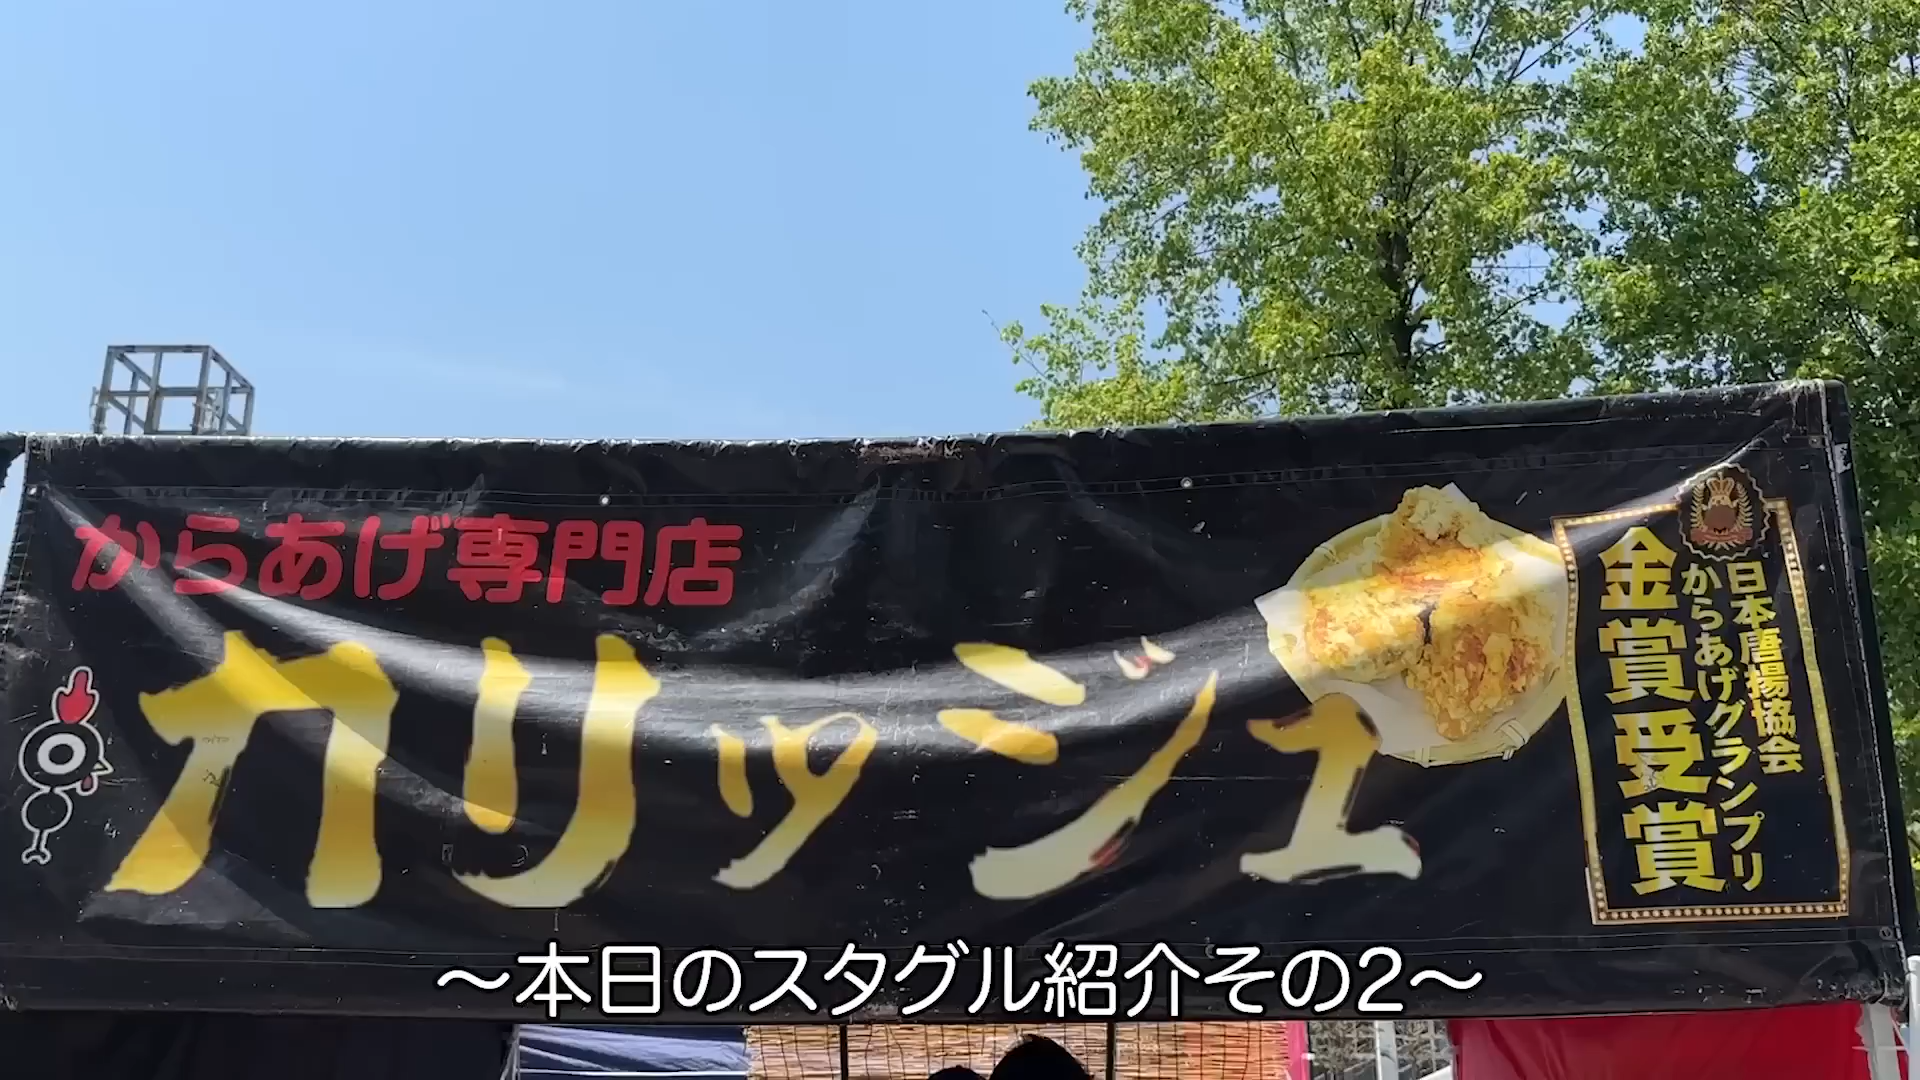 からあげ専門店
カリッジュ
日本唐揚協会
からあげグランプリ
金賞受賞
～本日のスタグル紹介その2～